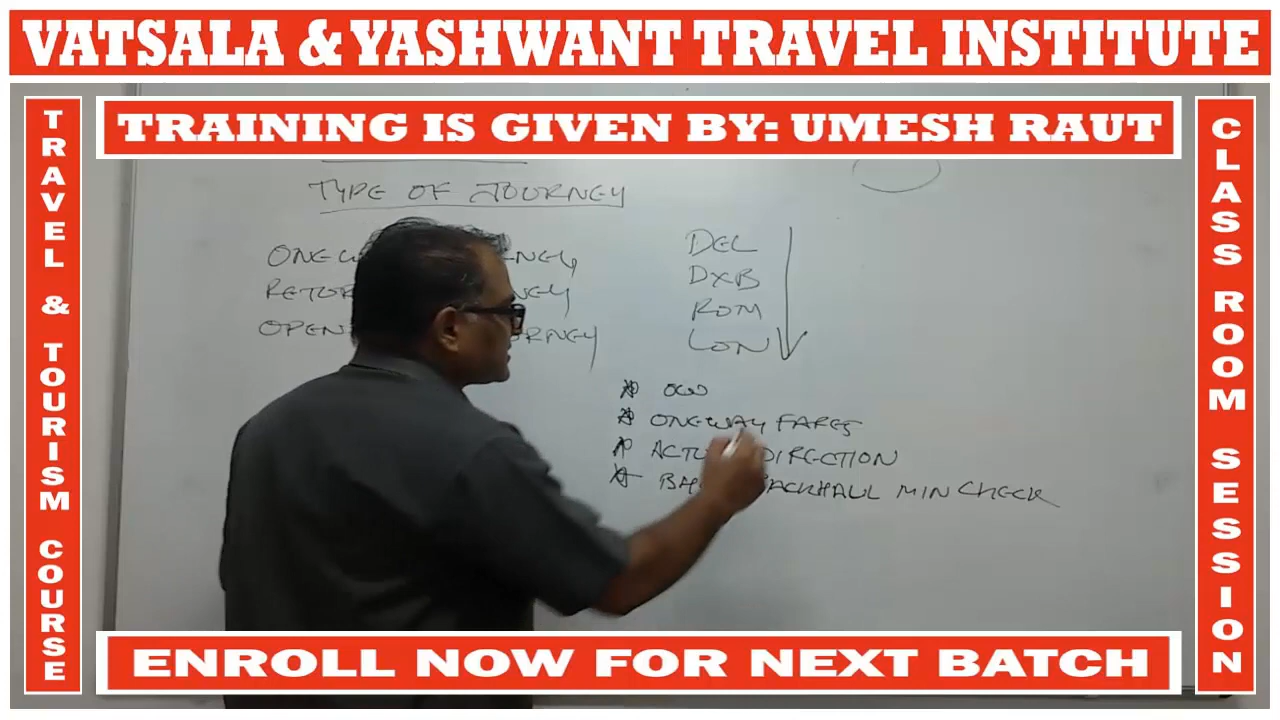 VATSALA & YASHWANT TRAVEL INSTITUTE
TRAINING IS GIVEN BY: UMESH RAUT
TRAVEL & TOURISM COURSE
CLASS ROOM SESSION
TYPE OF JOURNEY
DEL
DXB
ROM
LON
OW
ONEWAY FARES
DIRECTION
BACKHAUL MIN CHECK
ENROLL NOW FOR NEXT BATCH